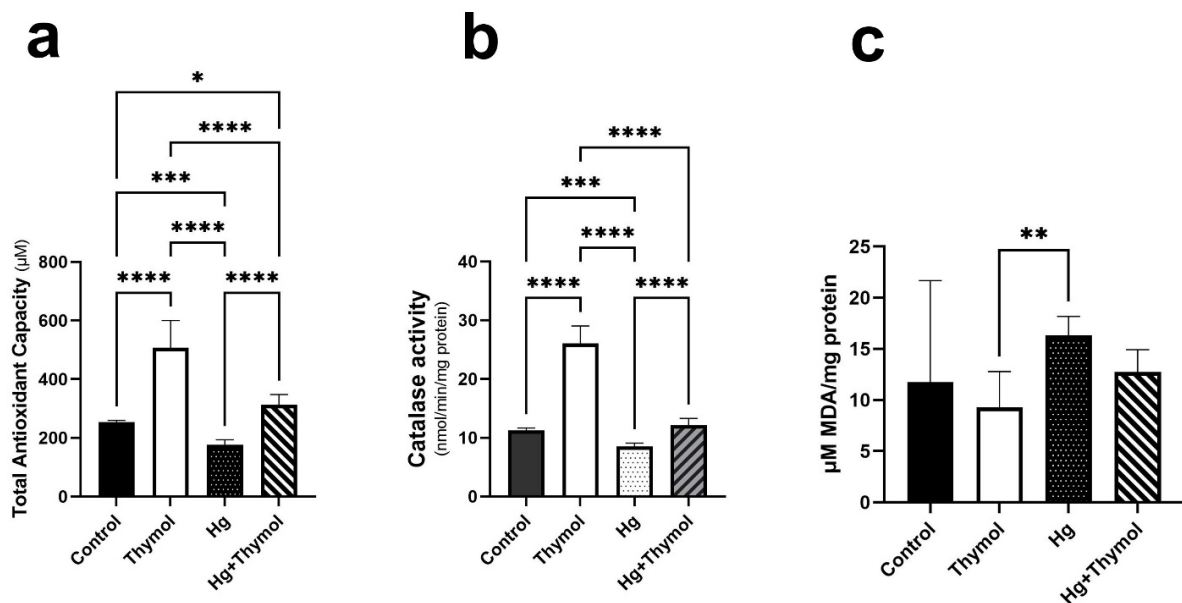 a
*
****
***
****
****
****
Total Antioxidant Capacity (µM)
800
600
400
200
0
Control
Thymol
Hg
Hg+Thymol
b
****
***
****
****
****
Catalase activity
(nmol/min/mg protein)
40
30
20
10
0
Control
Thymol
Hg
Hg+Thymol
c
**
µM MDA/mg protein
25
20
15
10
5
0
Control
Thymol
Hg
Hg+Thymol